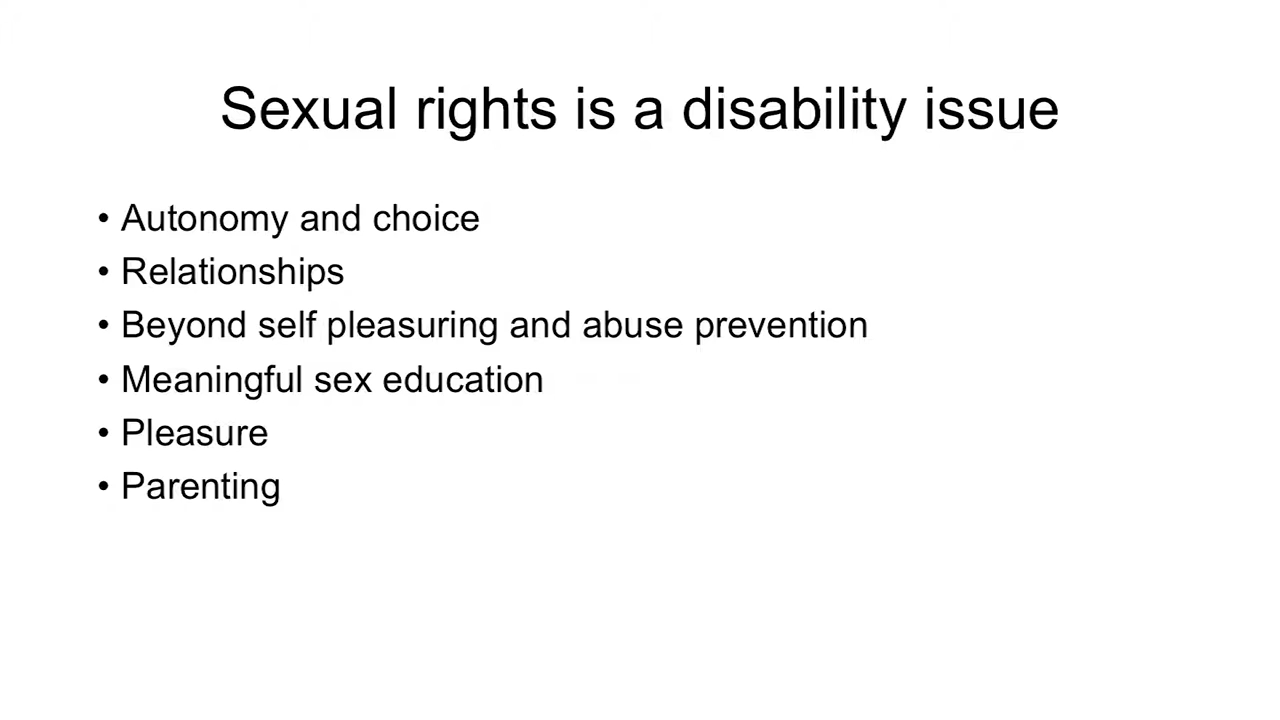 Sexual rights is a disability issue
• Autonomy and choice
• Relationships
• Beyond self pleasuring and abuse prevention
• Meaningful sex education
• Pleasure
• Parenting